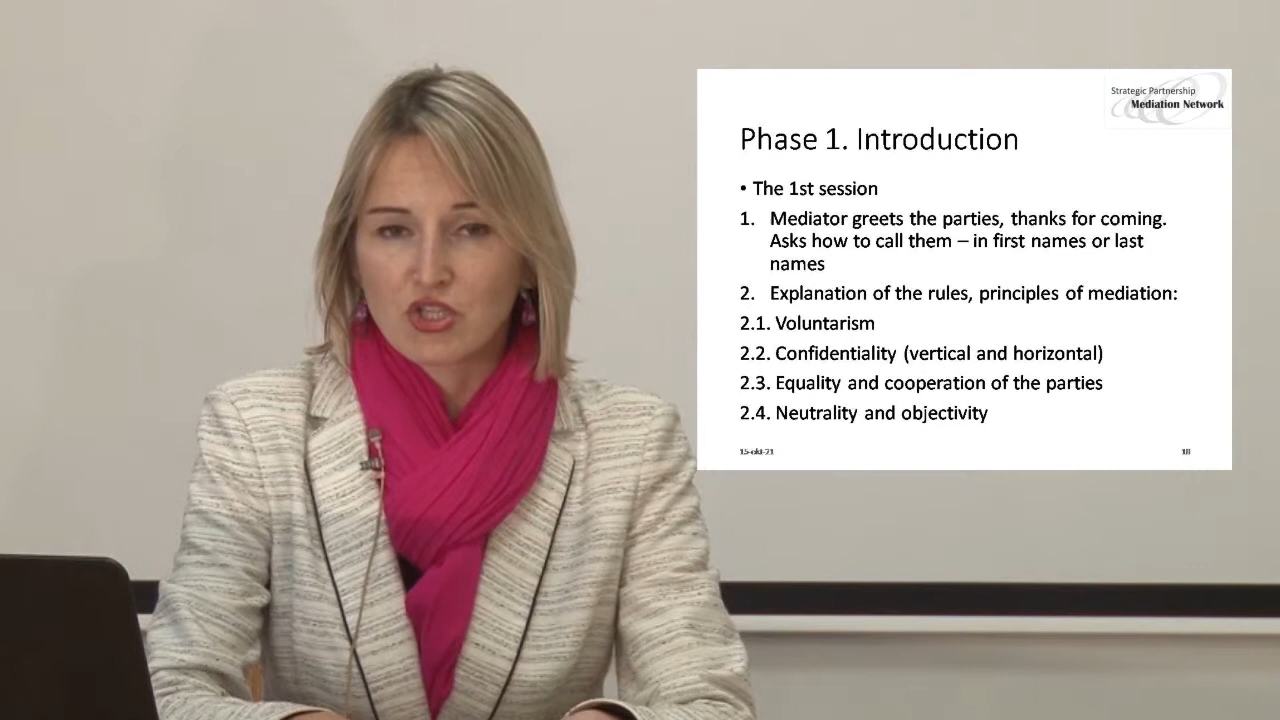 Strategic Partnership
Mediation Network
Phase 1. Introduction
• The 1st session
1. Mediator greets the parties, thanks for coming.
Asks how to call them – in first names or last
names
2. Explanation of the rules, principles of mediation:
2.1. Voluntarism
2.2. Confidentiality (vertical and horizontal)
2.3. Equality and cooperation of the parties
2.4. Neutrality and objectivity
15-okt-21
18